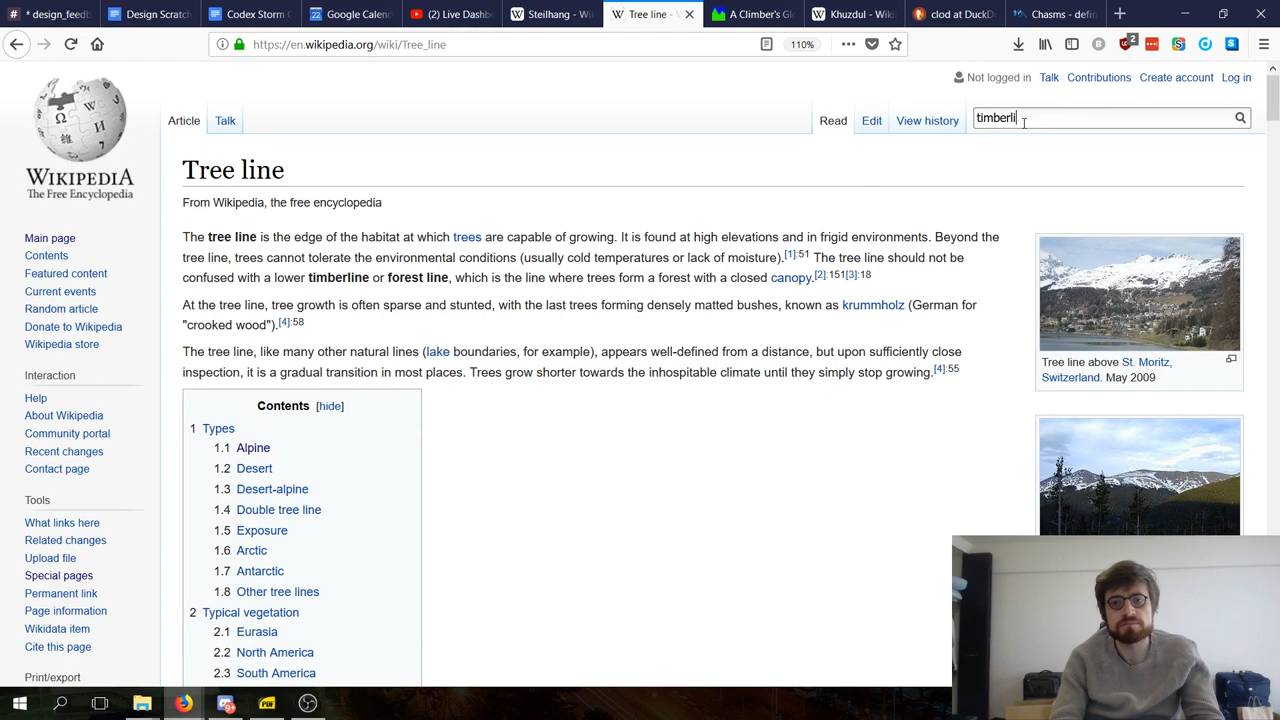 * desigr_feedb
Design Scratch
Codex Storm C
Google Calend
(2) Live Dashb
Steilhang - Wi
Tree line - W
A Climber's Gl
Khuzdul - Wiki
clod at DuckD
Chasms - defin
https://en.wikipedia.org/wiki/Tree_line
110%
2
Not logged in Talk Contributions Create account Log in
Article Talk
Read Edit View history
timberli
WIKIPEDIA
The Free Encyclopedia
Main page
Contents
Featured content
Current events
Random article
Donate to Wikipedia
Wikipedia store
Interaction
Help
About Wikipedia
Community portal
Recent changes
Contact page
Tools
What links here
Related changes
Upload file
Special pages
Permanent link
Page information
Wikidata item
Cite this page
Print/export
Tree line
From Wikipedia, the free encyclopedia
The tree line is the edge of the habitat at which trees are capable of growing. It is found at high elevations and in frigid environments. Beyond the
tree line, trees cannot tolerate the environmental conditions (usually cold temperatures or lack of moisture).[1]:51 The tree line should not be
confused with a lower timberline or forest line, which is the line where trees form a forest with a closed canopy.[2]:151[3]:18
At the tree line, tree growth is often sparse and stunted, with the last trees forming densely matted bushes, known as krummholz (German for
"crooked wood").[4]:58
The tree line, like many other natural lines (lake boundaries, for example), appears well-defined from a distance, but upon sufficiently close
inspection, it is a gradual transition in most places. Trees grow shorter towards the inhospitable climate until they simply stop growing.[4]:55
Contents [hide]
1 Types
1.1 Alpine
1.2 Desert
1.3 Desert-alpine
1.4 Double tree line
1.5 Exposure
1.6 Arctic
1.7 Antarctic
1.8 Other tree lines
2 Typical vegetation
2.1 Eurasia
2.2 North America
2.3 South America
Tree line above St. Moritz,
Switzerland. May 2009